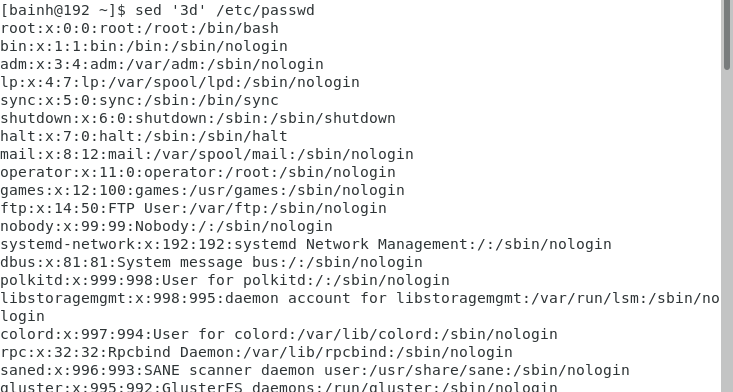 [bainh@192 ~]$ sed '3d' /etc/passwd
root:x:0:0:root:/root:/bin/bash
bin:x:1:1:bin:/bin:/sbin/nologin
adm:x:3:4:adm:/var/adm:/sbin/nologin
lp:x:4:7:lp:/var/spool/lpd:/sbin/nologin
sync:x:5:0:sync:/sbin:/bin/sync
shutdown:x:6:0:shutdown:/sbin:/sbin/shutdown
halt:x:7:0:halt:/sbin:/sbin/halt
mail:x:8:12:mail:/var/spool/mail:/sbin/nologin
operator:x:11:0:operator:/root:/sbin/nologin
games:x:12:100:games:/usr/games:/sbin/nologin
ftp:x:14:50:FTP User:/var/ftp:/sbin/nologin
nobody:x:99:99:Nobody:/:/sbin/nologin
systemd-network:x:192:192:systemd Network Management:/:/sbin/nologin
dbus:x:81:81:System message bus:/:/sbin/nologin
polkitd:x:999:998:User for polkitd:/:/sbin/nologin
libstoragemgmt:x:998:995:daemon account for libstoragemgmt:/var/run/lsm:/sbin/no
login
colord:x:997:994:User for colord:/var/lib/colord:/sbin/nologin
rpc:x:32:32:Rpcbind Daemon:/var/lib/rpcbind:/sbin/nologin
saned:x:996:993:SANE scanner daemon user:/usr/share/sane:/sbin/nologin
gluster:x:995:992:GlusterFS daemons:/run/gluster:/sbin/nologin